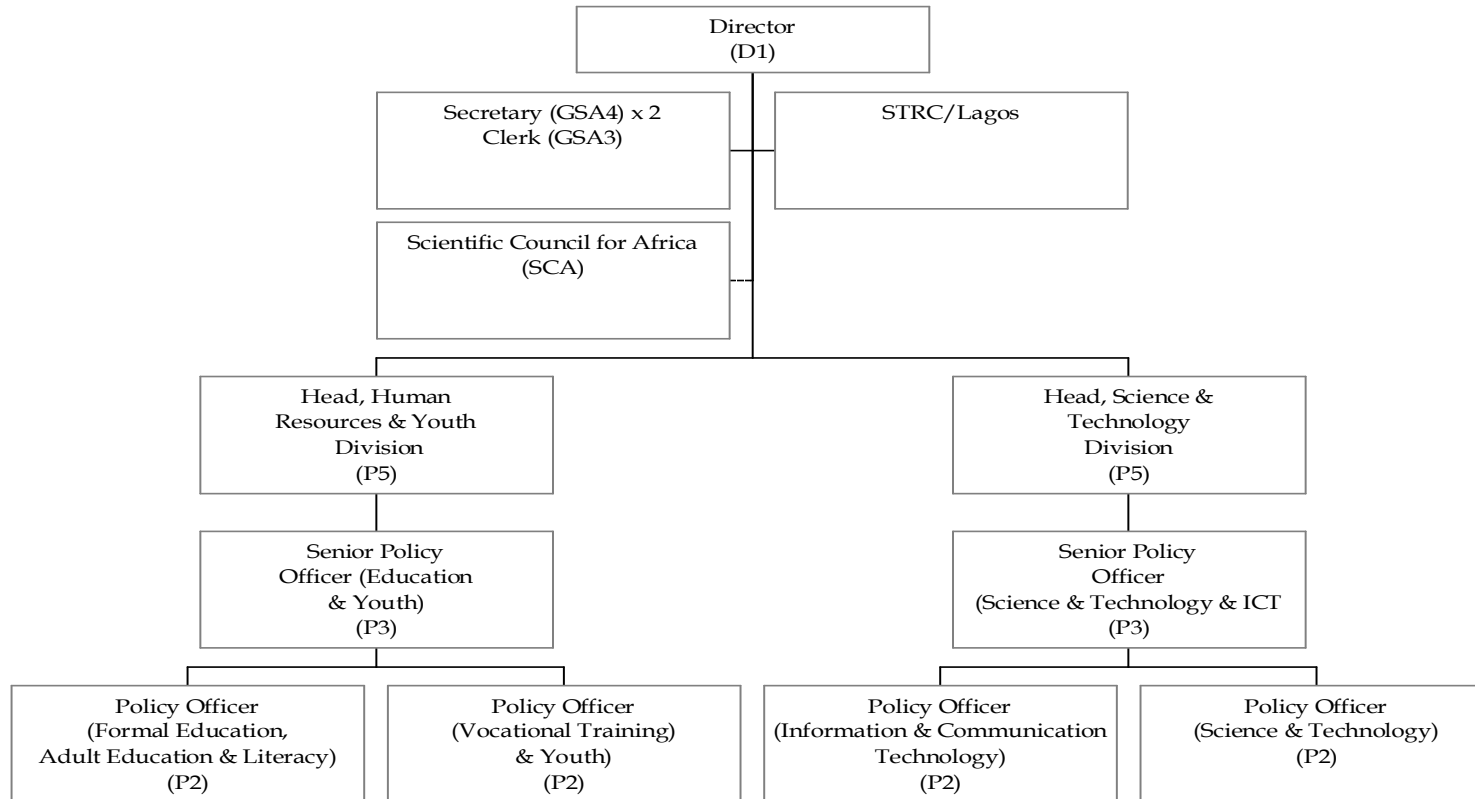 Director
(D1)
Secretary (GSA4) x 2
Clerk (GSA3)
STRC/Lagos
Scientific Council for Africa
(SCA)
Head, Human
Resources & Youth
Division
(P5)
Head, Science &
Technology
Division
(P5)
Senior Policy
Officer (Education
& Youth)
(P3)
Senior Policy
Officer
(Science & Technology & ICT
(P3)
Policy Officer
(Formal Education,
Adult Education & Literacy)
(P2)
Policy Officer
(Vocational Training)
& Youth)
(P2)
Policy Officer
(Information & Communication
Technology)
(P2)
Policy Officer
(Science & Technology)
(P2)